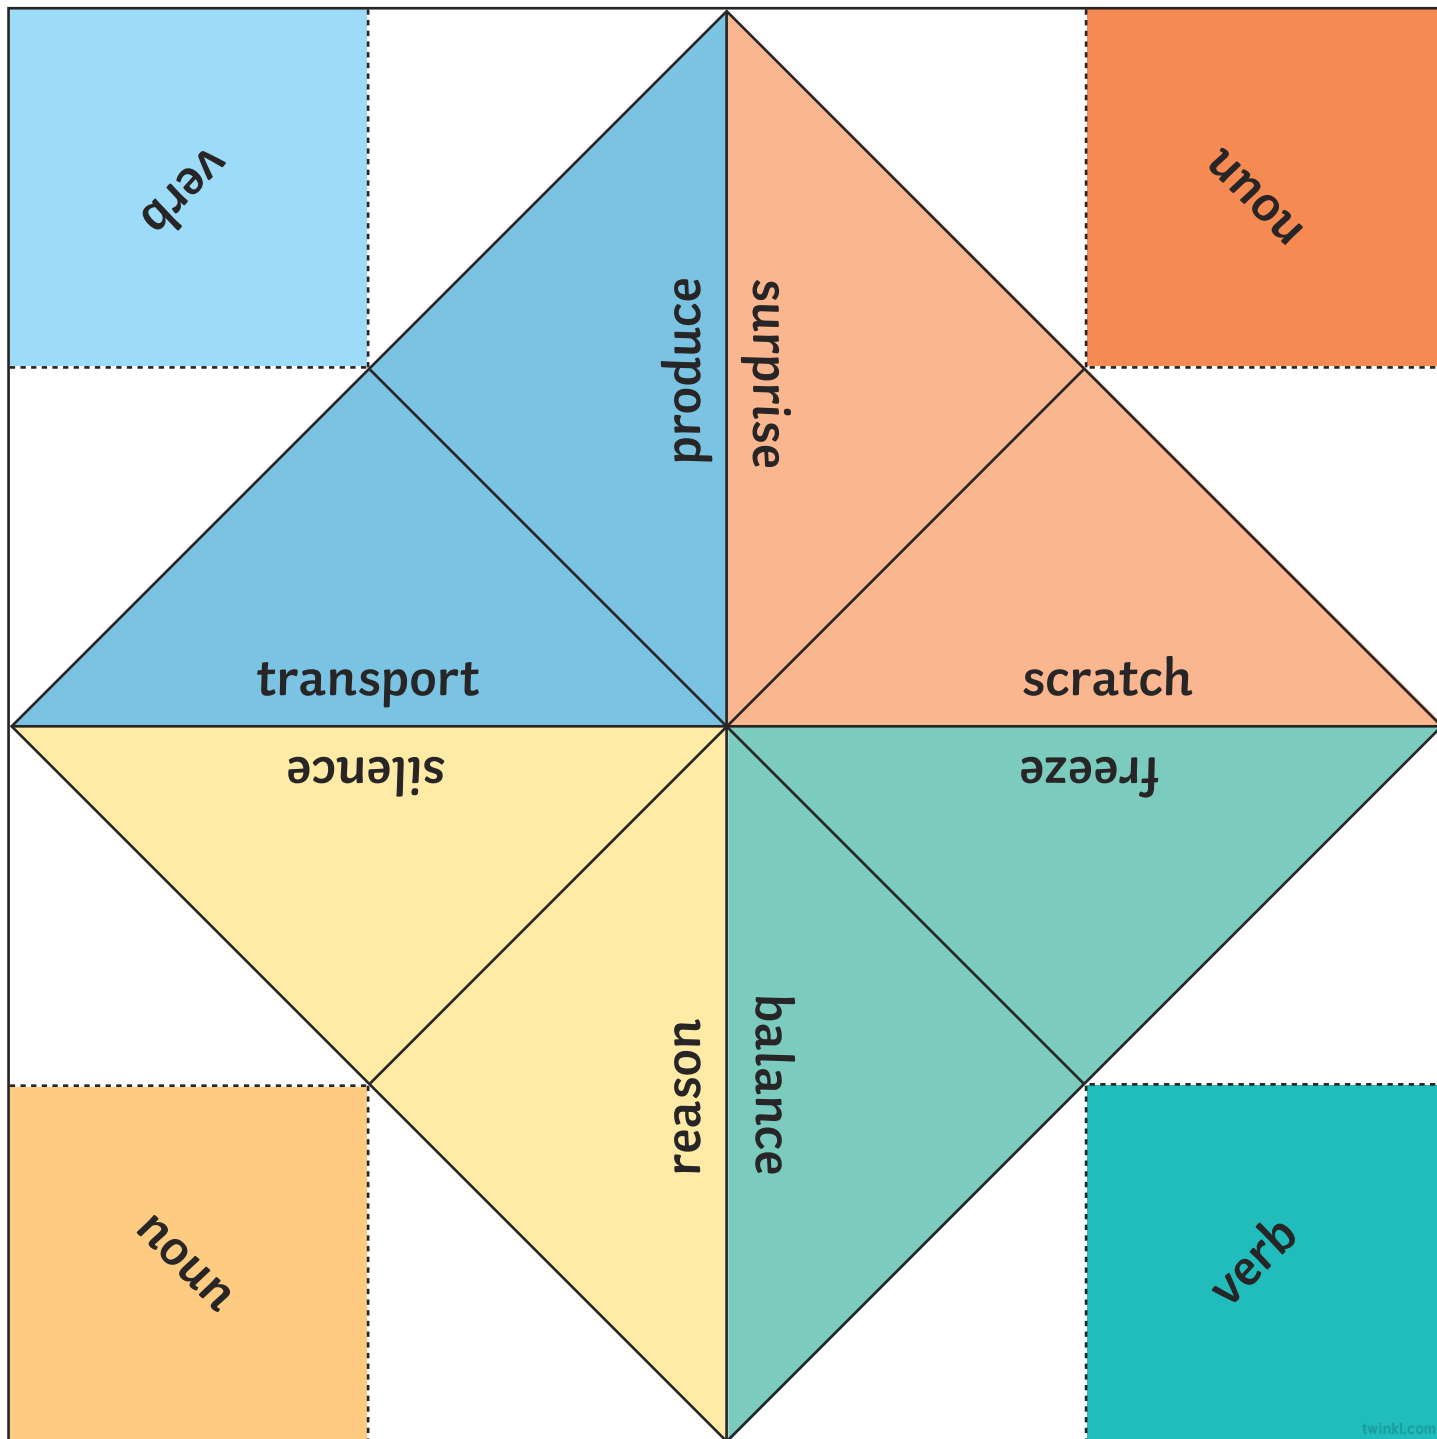 verb
noun
produce
surprise
transport
scratch
silence
freeze
reason
balance
noun
verb
twinkl.com